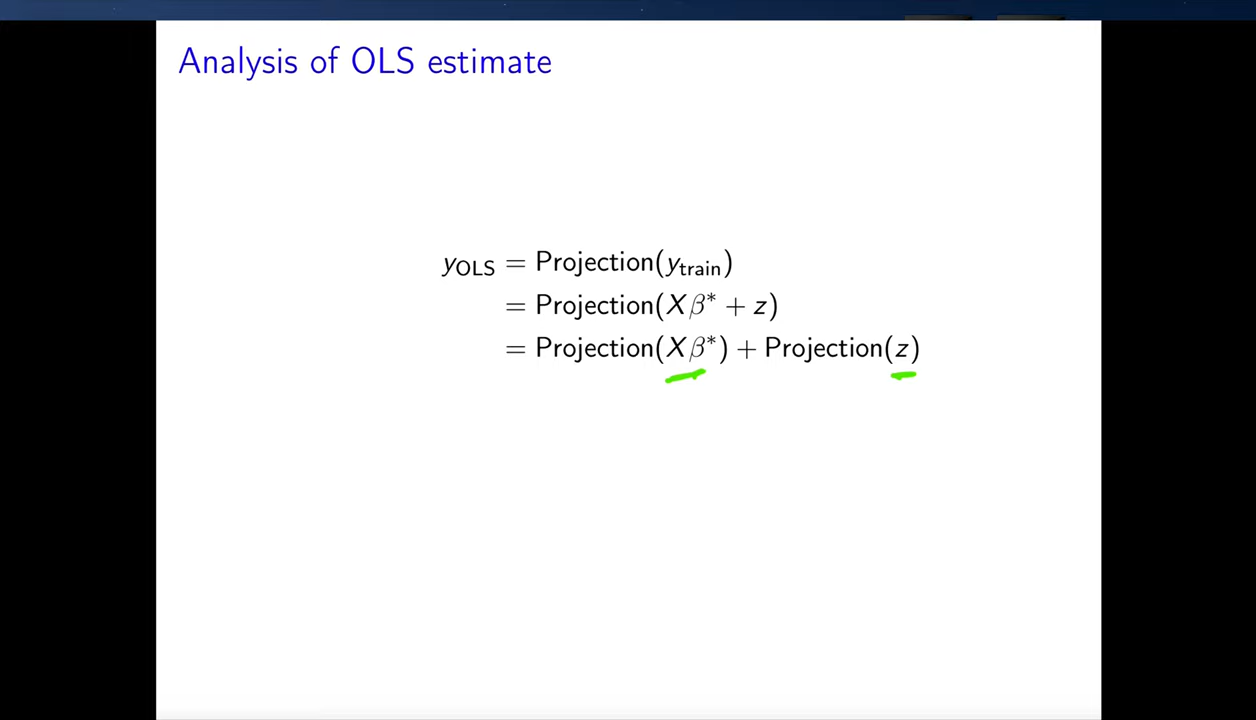 Analysis of OLS estimate
y_OLS = Projection(y_train)
= Projection(Xβ* + z)
= Projection(Xβ*) + Projection(z)